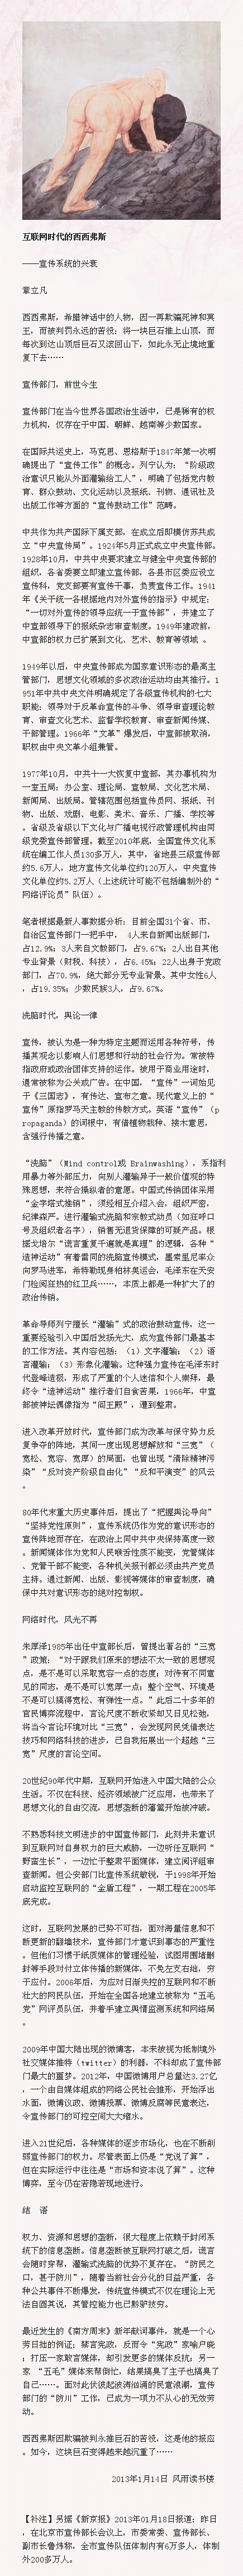 互联网时代的西西弗斯
——宣传系统的兴衰
章立凡
西西弗斯，希腊神话中的人物，因一再欺骗死神和冥
王，而被判罚永远的苦役：将一块巨石推上山顶，而
每次到达山顶后巨石又滚回山下，如此永无止境地重
复下去……
宣传部门，前世今生
宣传部门在当今世界各国政治生活中，已是稀有的权
力机构，仅存在于中国、朝鲜、越南等少数国家。
在国际共运史上，马克思、恩格斯于1847年第一次明
确提出了“宣传工作”的概念。列宁认为：“阶级政
治意识只能从外面灌输给工人”，明确了包括党内教
育、群众鼓动、文化运动以及报纸、刊物、通讯社及
出版工作等方面的“宣传鼓动工作”范畴。
中共作为共产国际下属支部，在成立后即模仿苏共成
立“中央宣传局”。1924年5月正式成立中央宣传部。
1928年10月，中共中央要求建立与健全中央宣传部的
组织，各省委要立即建立宣传部，各县市区委应设立
宣传科，党支部要有宣传干事，负责宣传工作。1941
年《关于统一各根据地内对外宣传的指示》中规定：
“一切对外宣传的领导应统一于宣传部”，并建立了
中宣部领导下的报纸杂志审查制度。1949年建政前，
中宣部的权力已扩展到文化、艺术、教育等领域 。
1949年以后，中央宣传部成为国家意识形态的最高主
管部门，思想文化领域的多次政治运动均由其推行。1
951年中共中央文件明确规定了各级宣传机构的七大
职能：领导对于反革命宣传的斗争、领导审查理论教
育、审查文化艺术、监督学校教育、审查新闻传媒、
干部管理。1966年“文革”爆发后，中宣部被取消，
职权由中央文革小组兼管。
1977年10月，中共十一大恢复中宣部，其办事机构为
一室五局：办公室、理论局、宣教局、文化艺术局、
新闻局、出版局。管辖范围包括宣传员网、报纸、刊
物、出版、戏剧、电影、美术、音乐、广播、学校等
。省级及省级以下文化与广播电视行政管理机构由同
级党委宣传部管理。截至2010年底，全国宣传文化系
统在编工作人员130多万人，其中，省地县三级宣传部
约5.6万人，地方宣传文化单位约120万人，中央宣传
文化单位约5.2万人（上述统计可能不包括编制外的“
网络评论员”队伍）。
笔者根据最新人事数据分析：目前全国31个省、市、
自治区宣传部门一把手中， 4人来自新闻出版部门，
占12.9%；3人来自文教部门，占9.67%；2人出自其他
专业背景（财税、科技），占6.45%；22人出身于党政
部门，占70.9%，绝大部分无专业背景。其中女性6人
，占19.35%；少数民族3人，占9.67%。
洗脑时代，舆论一律
宣传，被认为是一种为特定主题而运用各种符号，传
播其观念以影响人们思想和行动的社会行为。常被特
指政府或政治团体支持的运作。被用于商业用途时，
通常被称为公关或广告。在中国，“宣传”一词始见
于《三国志》，有传达、宣布之意。现代意义上的“
宣传”原指罗马天主教的传教方式。英语“宣传”（p
ropaganda）的词根中，有借植物栽种、接木意思，
含强行传播之意。
“洗脑”（Mind control或 Brainwashing），系指利
用暴力等外部压力，向别人灌输异于一般价值观的特
殊思想，来符合操纵者的意愿。中国式传销团体采用
“金字塔式推销”，须经相互介绍入会，组织严密，
纪律森严。进行灌输式洗脑和宗教式动员（如狂呼口
号及组织者名字），销售无退货保障的可疑产品。根
据戈培尔“谎言重复千遍就是真理”的逻辑，各种“
造神运动”有着雷同的洗脑宣传模式，墨索里尼率众
向罗马进军，希特勒现身柏林奥运会，毛泽东在天安
门检阅狂热的红卫兵……，本质上都是一种扩大了的
政治传销。
革命导师列宁擅长“灌输”式的政治鼓动宣传，这一
重要经验引入中国后发扬光大，成为宣传部门最基本
的工作方法。其内容包括：（1）文字灌输；（2）语
言灌输；（3）形象化灌输。这种强力宣传在毛泽东时
代登峰造极，形成了严重的个人迷信和个人崇拜，最
终令“造神运动”推行者们自食苦果，1966年，中宣
部被神坛偶像指为“阎王殿”，遭到整肃。
进入改革开放时代，宣传部门成为改革与保守势力反
复争夺的阵地，其间一度出现思想解放和“三宽”（
宽松、宽容、宽厚）的局面，也曾出现“清除精神污
染”“反对资产阶级自由化”“反和平演变”的风云
。
80年代末重大历史事件后，提出了“把握舆论导向”
“坚持党性原则”，宣传系统仍作为党的意识形态的
宣传阵地而存在，在政治上同中共中央保持高度一致
。新闻媒体作为党和人民喉舌性质不能变，党管媒体
、党管干部不能变，各种机关报刊都必须由共产党员
主持。通过新闻、出版、影视等媒体的审查制度，确
保中共对意识形态的绝对控制权。
网络时代，风光不再
朱厚泽1985年出任中宣部长后，曾提出著名的“三宽
”政策：“对于跟我们原来的想法不太一致的思想观
点，是不是可以采取宽容一点的态度；对待有不同意
见的同志，是不是可以宽厚一点；整个空气、环境是
不是可以搞得宽松、有弹性一点。”此后二十多年的
官民博弈流程中，言论尺度不断收紧却又日见松弛。
将当今言论环境对比“三宽”，会发现网民凭借表达
技巧和网络科技的进步，已自我拓展出一个超越“三
宽”尺度的言论空间。
20世纪90年代中期，互联网开始进入中国大陆的公众
生活。不仅在科技、经济领域被广泛应用，也带来了
思想文化的自由交流，思想垄断的藩篱开始被冲破。
不熟悉科技文明进步的中国宣传部门，此刻并未意识
到互联网对自身权力的巨大威胁，一边听任互联网“
野蛮生长”，一边忙于整肃平面媒体，建立阅评组审
查新闻。但公安部门比宣传系统敏锐，于1998年开始
启动监控互联网的“金盾工程”，一期工程在2005年
底完成。
这时，互联网发展的已势不可挡，面对海量信息和不
断更新的翻墙技术，宣传部门才意识到事态的严重性
。但他们习惯于纸质媒体的管理经验，试图用围堵删
封等手段对付立体传播的新媒体，不免左支右绌，穷
于应付。2006年后，为应对日渐失控的互联网和不断
壮大的网民队伍，开始在全国各地建立被称为“五毛
党”网评员队伍，并着手建立舆情监测系统和网络局
。
2009年中国大陆出现的微博客，本来被视为抵制境外
社交媒体推特（twitter）的利器，不料却成了宣传部
门最大的噩梦。2012年，中国微博用户总量达3.27亿
，一个由自媒体组成的网络公民社会雏形，开始浮出
水面，微博议政、微博投票、微博反腐等民意表达，
令宣传部门的可控空间大大缩水。
进入21世纪后，各种媒体的逐步市场化，也在不断削
弱宣传部门的权力。尽管表面上仍是“党说了算”，
但在实际运行中往往是“市场和资本说了算”。这种
博弈，至今仍在若隐若现地进行。
结 语
权力、资源和思想的垄断，很大程度上依赖于封闭系
统下的信息垄断。信息垄断被互联网打破之后，谎言
会随时穿帮，灌输式洗脑的优势不复存在。“防民之
口，甚于防川”，随着当前社会分化的日益严重，各
种公共事件不断爆发，传统宣传模式不仅在理论上无
法自圆其说，其管控能力也已黔驴技穷。
最近发生的《南方周末》新年献词事件，就是一个心
劳日拙的例证：禁言宪政，反而令“宪政”家喻户晓
；打压一家敢言媒体，却引发更多的媒体反抗；另一
家 “五毛”媒体来帮倒忙，结果搞臭了主子也搞臭了
自己……。面对此伏彼起波涛汹涌的民意浪潮，宣传
部门的“防川”工作，已成为一项力不从心的无效劳
动。
西西弗斯因欺骗被判永推巨石的苦役，这是他的报应
。如今，这块巨石变得越来越沉重了……
2013年1月14日 风雨读书楼
【补注】另据《新京报》2013年01月18日报道：昨日
，在北京市宣传部长会议上，市委常委、宣传部长、
副市长鲁炜称，全市宣传队伍体制内有6万多人，体制
外200多万人。